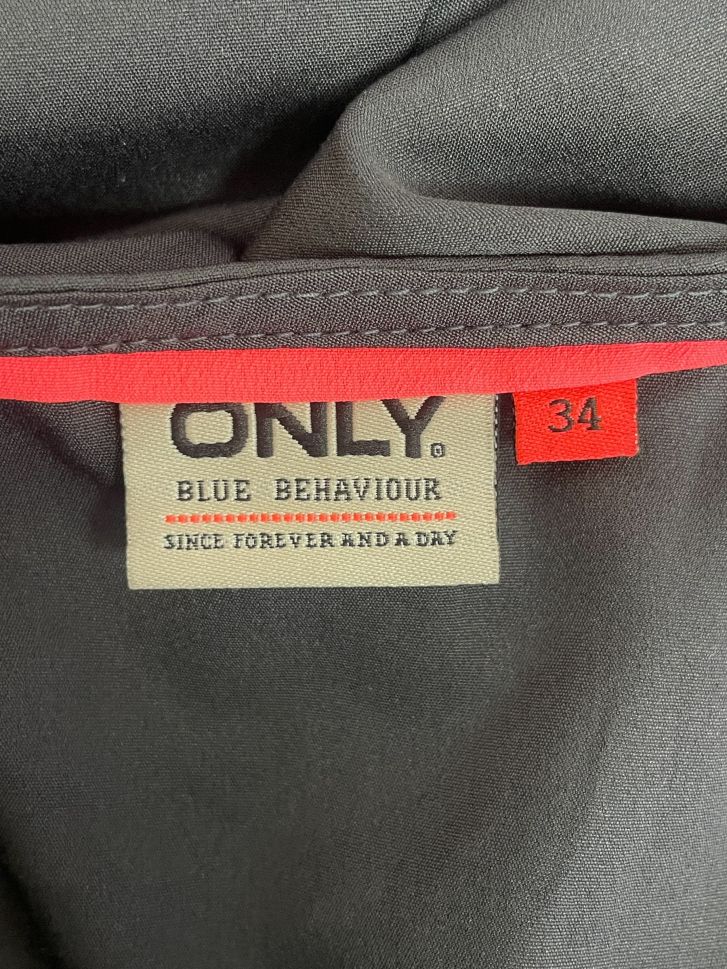 ONLY®
34
BLUE BEHAVIOUR
SINCE FOREVER AND A DAY